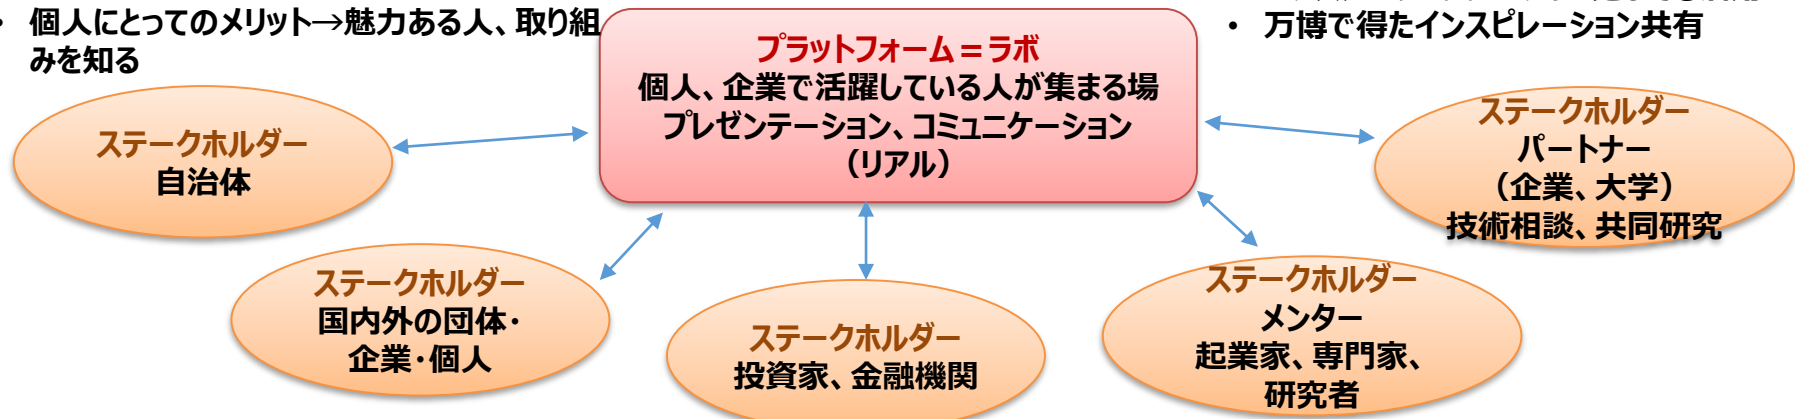 • 個人にとってのメリット→魅力ある人、取り組
みを知る
• 万博で得たインスピレーション共有
プラットフォーム＝ラボ
個人、企業で活躍している人が集まる場
プレゼンテーション、コミュニケーション
（リアル）
ステークホルダー
自治体
ステークホルダー
国内外の団体・
企業・個人
ステークホルダー
投資家、金融機関
ステークホルダー
メンター
起業家、専門家、
研究者
ステークホルダー
パートナー
（企業、大学）
技術相談、共同研究